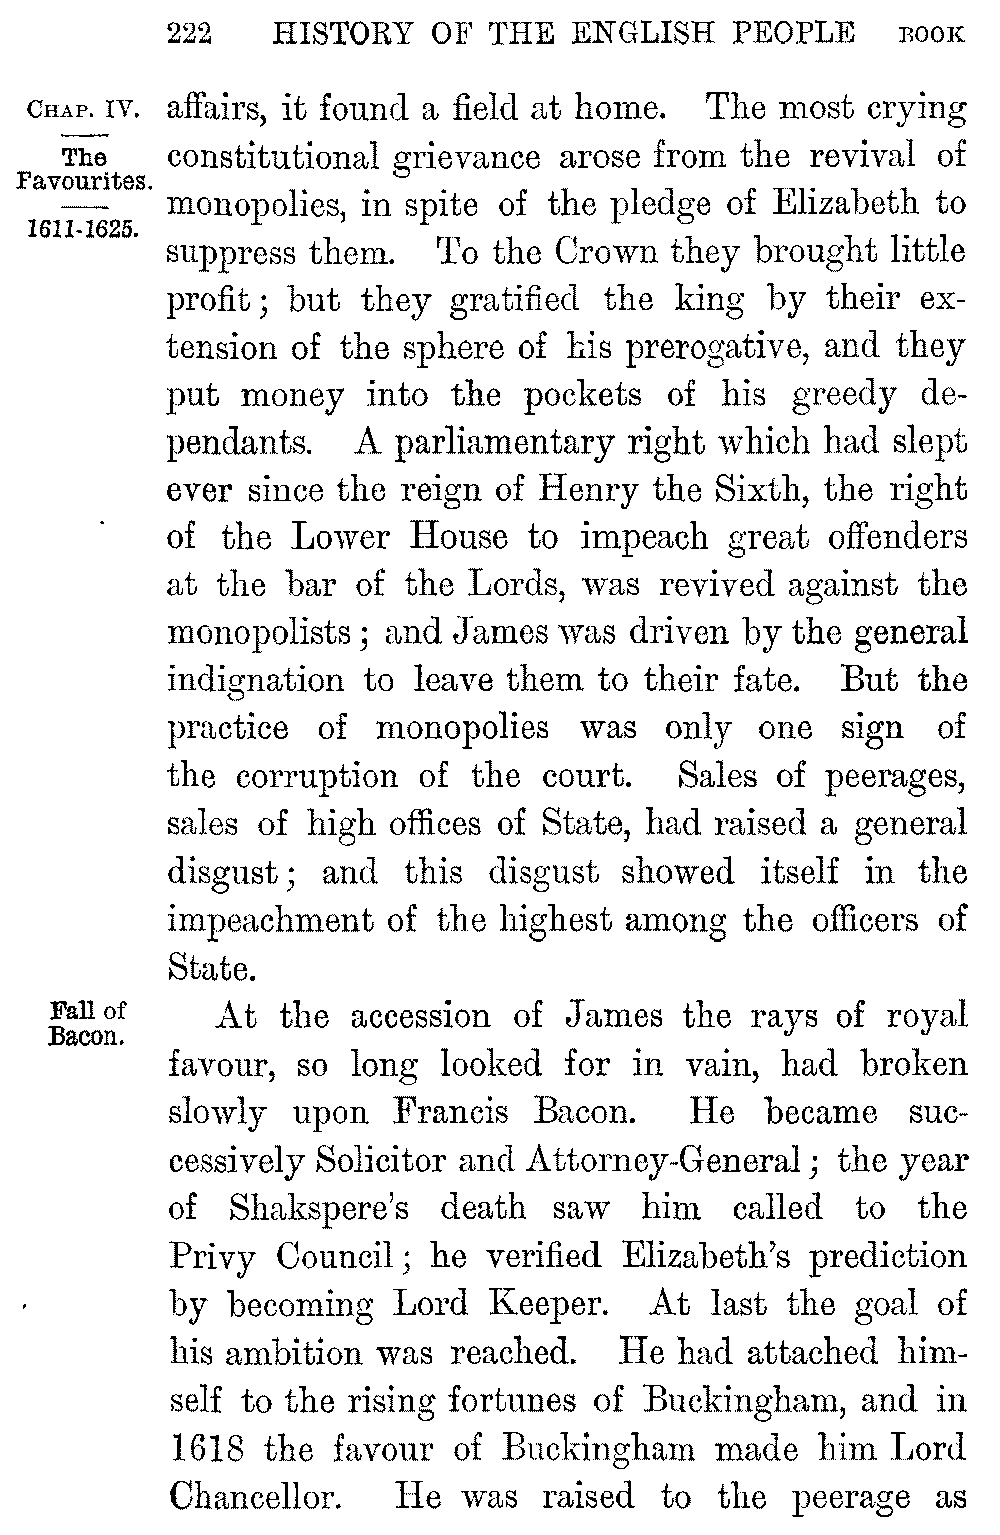 222 HISTORY OF THE ENGLISH PEOPLE BOOK
CHAP. IV.
The
Favourites.
1611-1625.
affairs, it found a field at home. The most crying
constitutional grievance arose from the revival of
monopolies, in spite of the pledge of Elizabeth to
suppress them. To the Crown they brought little
profit; but they gratified the king by their ex-
tension of the sphere of his prerogative, and they
put money into the pockets of his greedy de-
pendants. A parliamentary right which had slept
ever since the reign of Henry the Sixth, the right
of the Lower House to impeach great offenders
at the bar of the Lords, was revived against the
monopolists; and James was driven by the general
indignation to leave them to their fate. But the
practice of monopolies was only one sign of
the corruption of the court. Sales of peerages,
sales of high offices of State, had raised a general
disgust; and this disgust showed itself in the
impeachment of the highest among the officers of
State.
Fall of
Bacon.
At the accession of James the rays of royal
favour, so long looked for in vain, had broken
slowly upon Francis Bacon. He became suc-
cessively Solicitor and Attorney-General; the year
of Shakspere's death saw him called to the
Privy Council; he verified Elizabeth's prediction
by becoming Lord Keeper. At last the goal of
his ambition was reached. He had attached him-
self to the rising fortunes of Buckingham, and in
1618 the favour of Buckingham made him Lord
Chancellor. He was raised to the peerage as